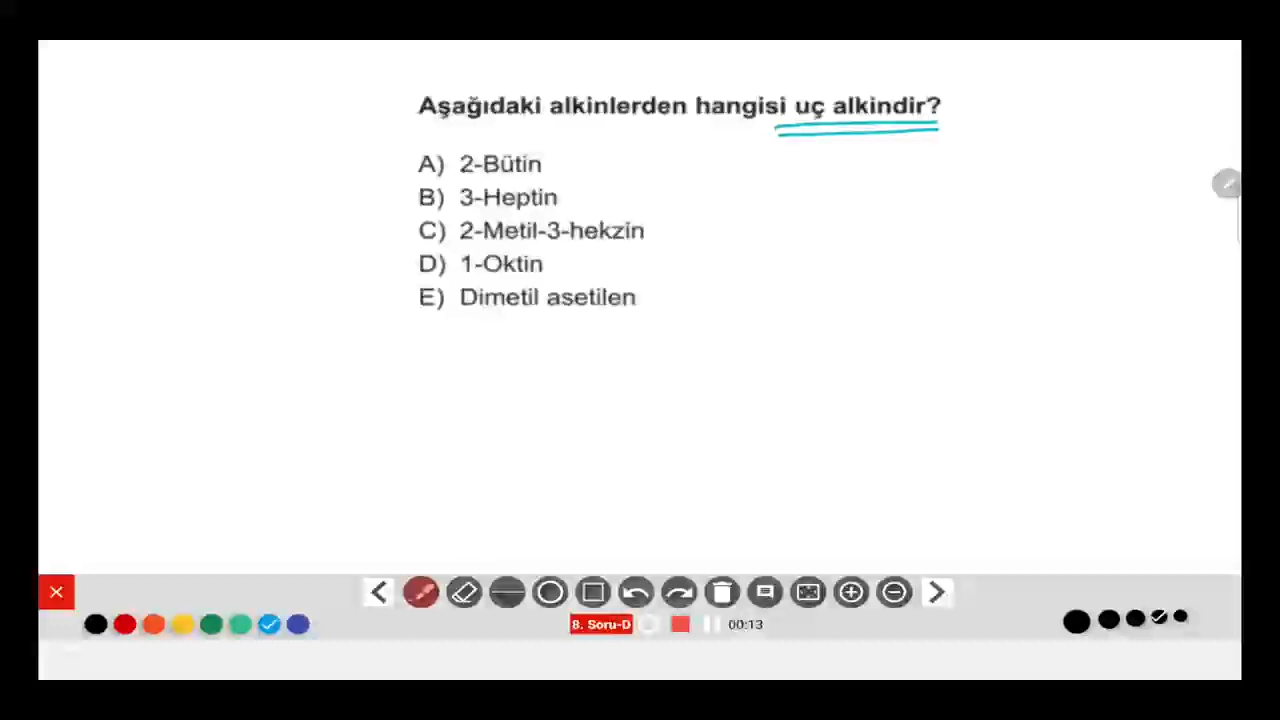 Aşağıdaki alkinlerden hangisi uç alkindir?
A) 2-Bütin
B) 3-Heptin
C) 2-Metil-3-hekzin
D) 1-Oktin
E) Dimetil asetilen
8. Soru-D 00:13